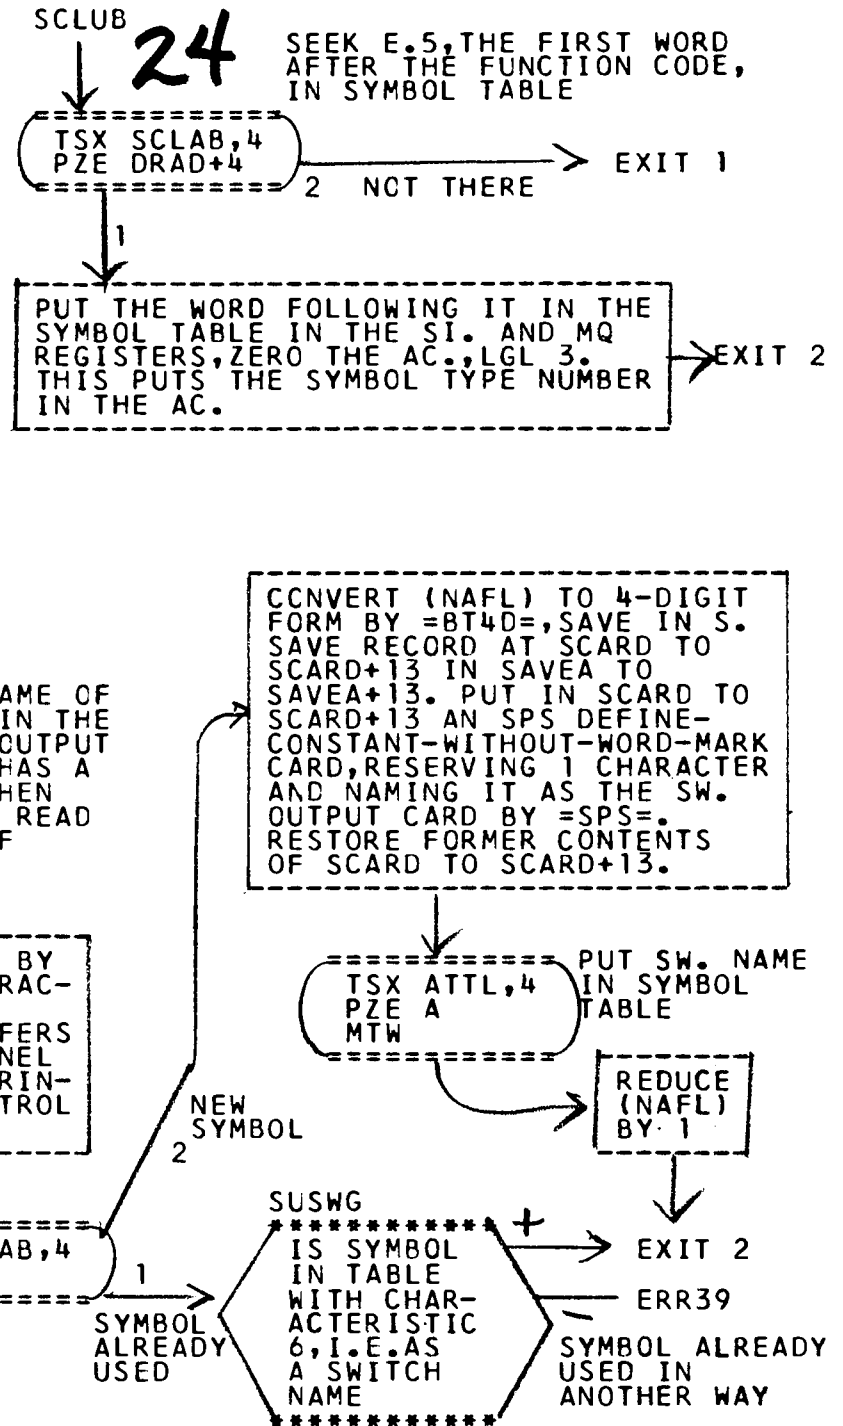 SCLUB
24
SEEK E.5,THE FIRST WORD
AFTER THE FUNCTION CODE,
IN SYMBOL TABLE
TSX SCLAB,4
PZE DRAD+4
EXIT 1
2 NOT THERE
1
PUT THE WORD FOLLOWING IT IN THE
SYMBOL TABLE IN THE SI. AND MQ
REGISTERS,ZERO THE AC.,LGL 3.
THIS PUTS THE SYMBOL TYPE NUMBER
IN THE AC.
EXIT 2
CCNVERT (NAFL) TO 4-DIGIT
FORM BY =BT4D=,SAVE IN S.
SAVE RECORD AT SCARD TO
SCARD+13 IN SAVEA TO
SAVEA+13. PUT IN SCARD TO
SCARD+13 AN SPS DEFINE-
CONSTANT-WITHOUT-WORD-MARK
CARD,RESERVING 1 CHARACTER
AND NAMING IT AS THE SW.
OUTPUT CARD BY =SPS=.
RESTORE FORMER CONTENTS
OF SCARD TO SCARD+13.
AME OF
IN THE
OUTPUT
HAS A
HEN
READ
F
BY
RAC-
FERS
NEL
RIN-
TROL
TSX ATTL,4
PZE A
MTW
PUT SW. NAME
IN SYMBOL
TABLE
REDUCE
(NAFL)
BY 1
NEW
SYMBOL
2
SUSWG
AB,4
1
SYMBOL
ALREADY
USED
IS SYMBOL
IN TABLE
WITH CHAR-
ACTERISTIC
6,I.E.AS
A SWITCH
NAME
+
EXIT 2
ERR39
-
SYMBOL ALREADY
USED IN
ANOTHER WAY